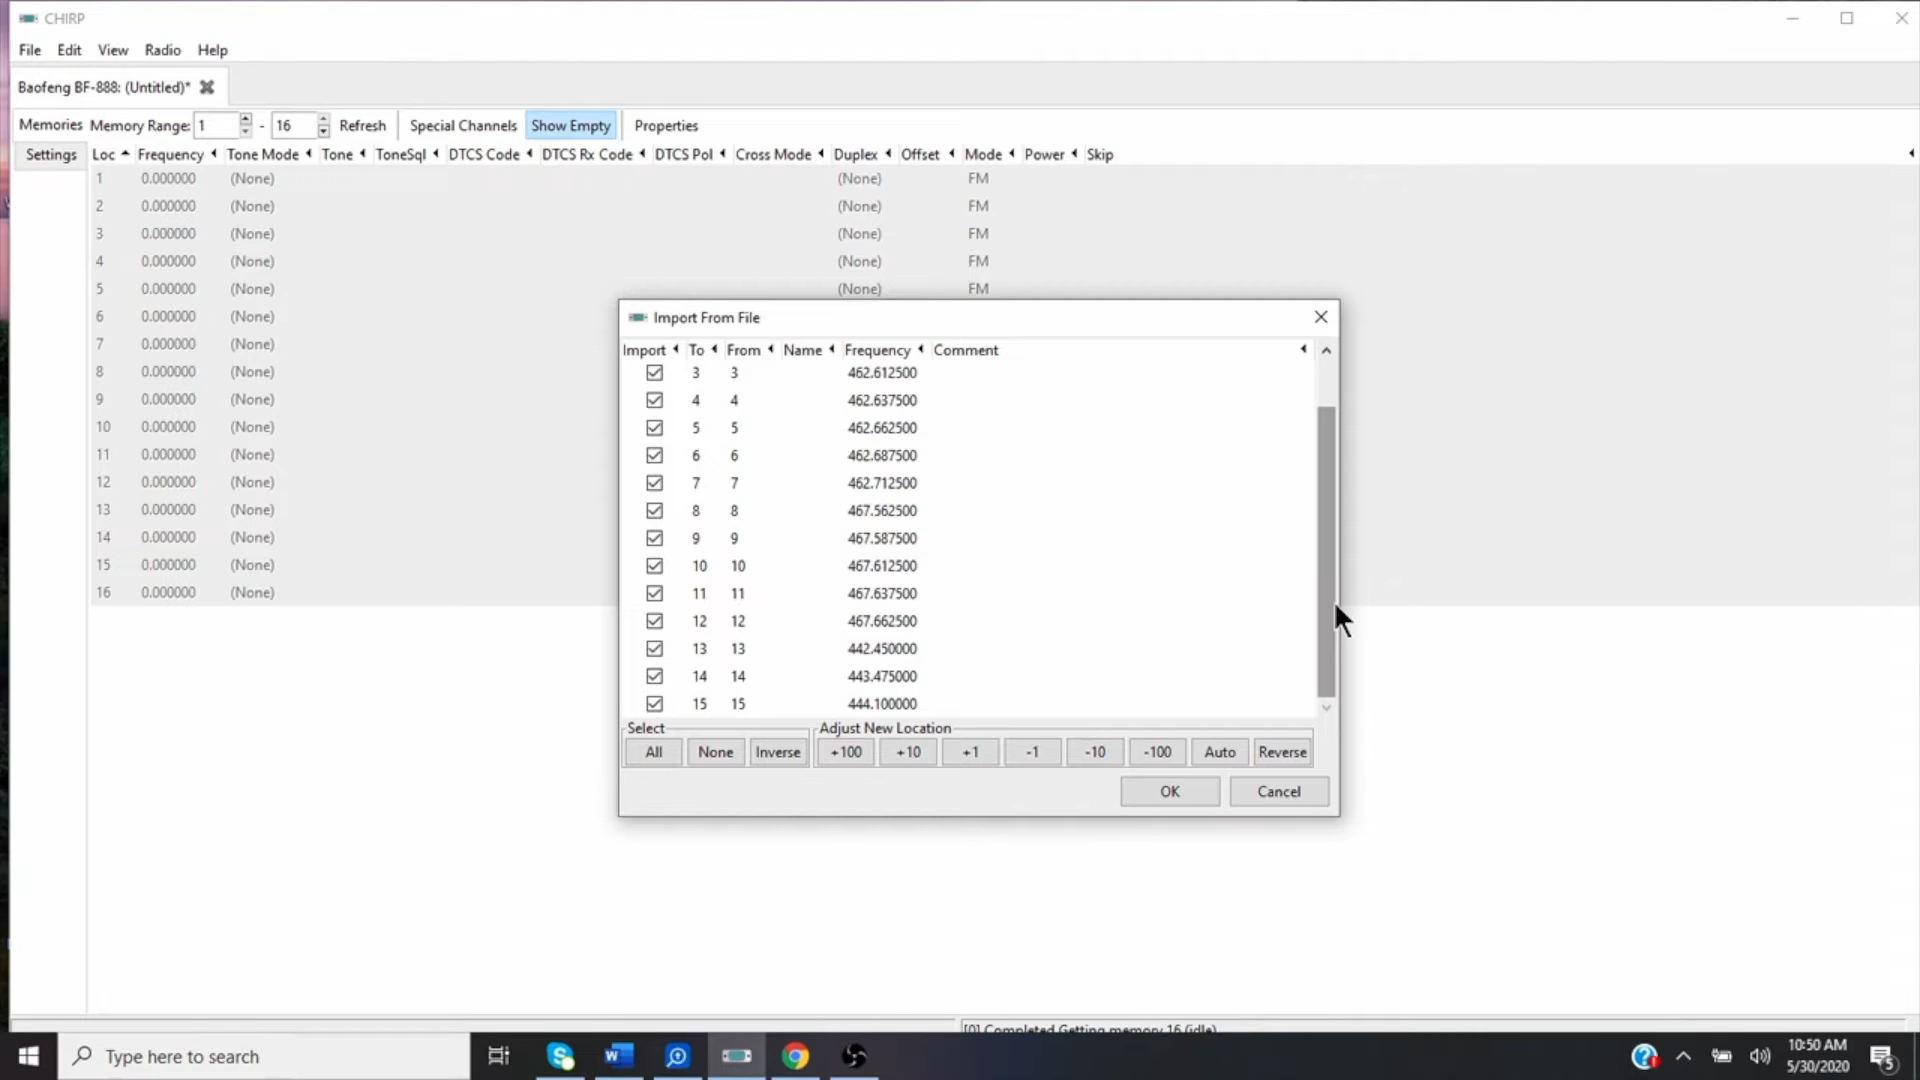 CHIRP
File Edit View Radio Help
Baofeng BF-888: (Untitled)*
Memories Memory Range: 1 - 16 Refresh Special Channels Show Empty Properties
Settings Loc Frequency Tone Mode Tone ToneSql DTCS Code DTCS Rx Code DTCS Pol Cross Mode Duplex Offset Mode Power Skip
1 0.000000 (None) (None) FM
2 0.000000 (None) (None) FM
3 0.000000 (None) (None) FM
4 0.000000 (None) (None) FM
5 0.000000 (None) (None) FM
6 0.000000 (None)
7 0.000000 (None)
8 0.000000 (None)
9 0.000000 (None)
10 0.000000 (None)
11 0.000000 (None)
12 0.000000 (None)
13 0.000000 (None)
14 0.000000 (None)
15 0.000000 (None)
16 0.000000 (None)
Import From File
Import To From Name Frequency Comment
3 3 462.612500
4 4 462.637500
5 5 462.662500
6 6 462.687500
7 7 462.712500
8 8 467.562500
9 9 467.587500
10 10 467.612500
11 11 467.637500
12 12 467.662500
13 13 442.450000
14 14 443.475000
15 15 444.100000
Select Adjust New Location
All None Inverse +100 +10 +1 -1 -10 -100 Auto Reverse
OK Cancel
[0] Completed Getting memory 16 (idle)
Type here to search
10:50 AM
5/30/2020
5